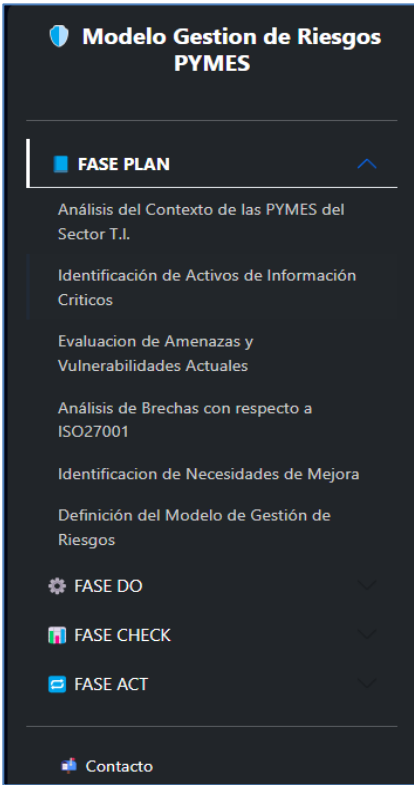 Modelo Gestion de Riesgos
PYMES
FASE PLAN
Análisis del Contexto de las PYMES del
Sector T.I.
Identificación de Activos de Información
Criticos
Evaluacion de Amenazas y
Vulnerabilidades Actuales
Análisis de Brechas con respecto a
ISO27001
Identificacion de Necesidades de Mejora
Definición del Modelo de Gestión de
Riesgos
FASE DO
FASE CHECK
FASE ACT
Contacto